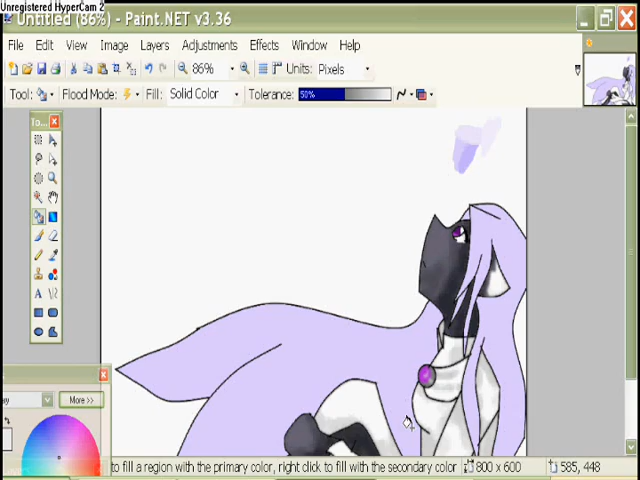 Unregistered HyperCam 2
Untitled (86%) - Paint.NET v3.36
File Edit View Image Layers Adjustments Effects Window Help
86% Units: Pixels
Tool: Flood Mode: Fill: Solid Color Tolerance: 50%
To...
More >>
to fill a region with the primary color, right click to fill with the secondary color 800 x 600 585, 448